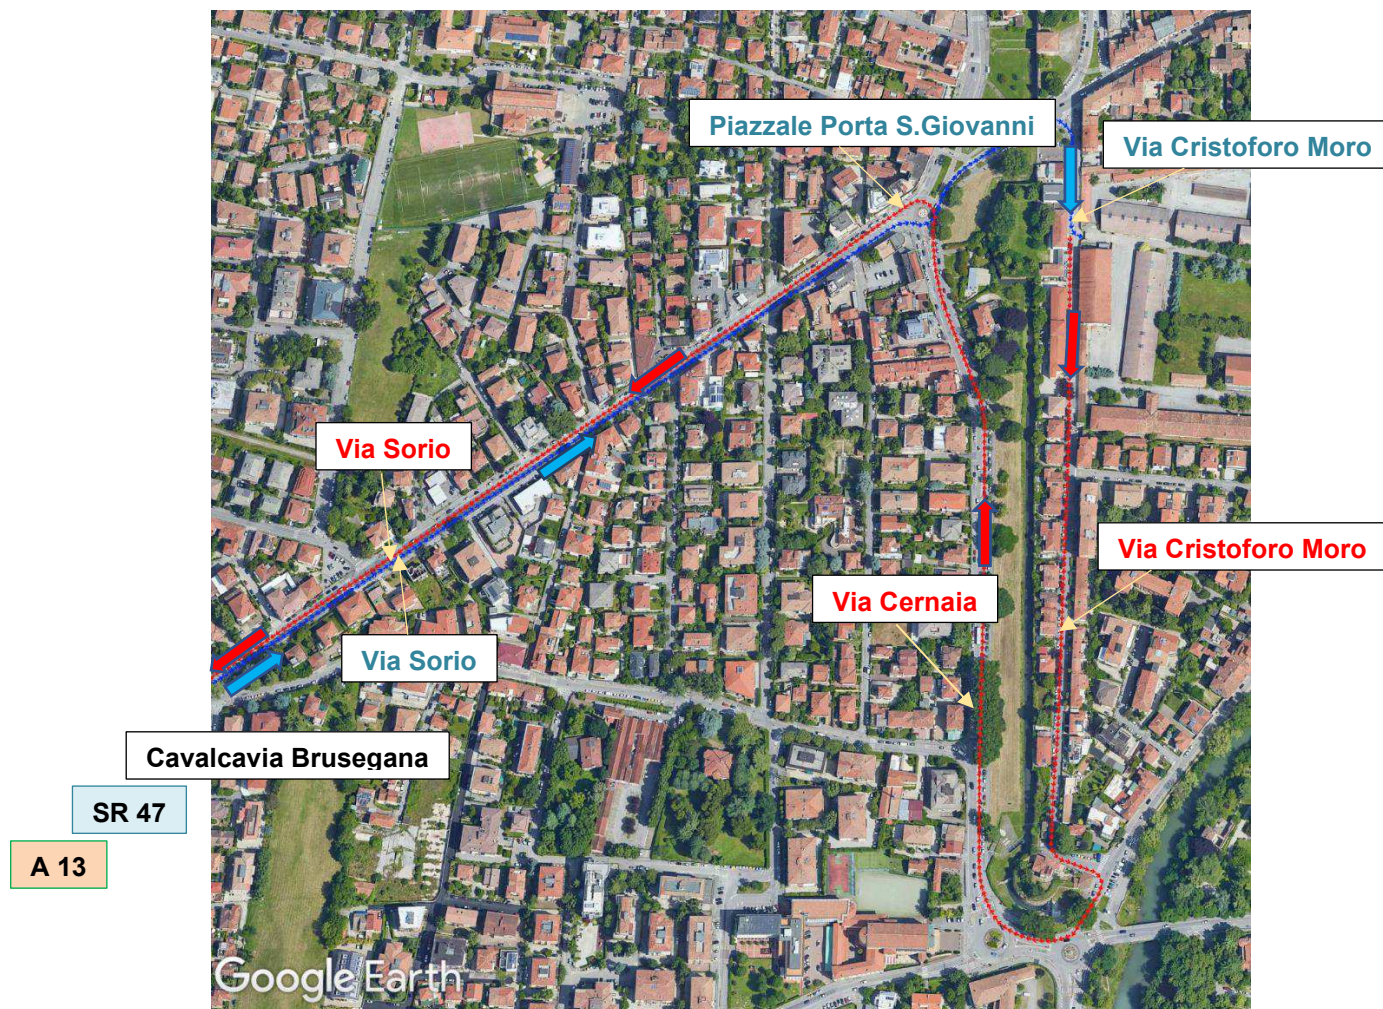 Piazzale Porta S.Giovanni
Via Cristoforo Moro
Via Sorio
Via Cristoforo Moro
Via Cernaia
Via Sorio
Cavalcavia Brusegana
SR 47
A 13
Google Earth